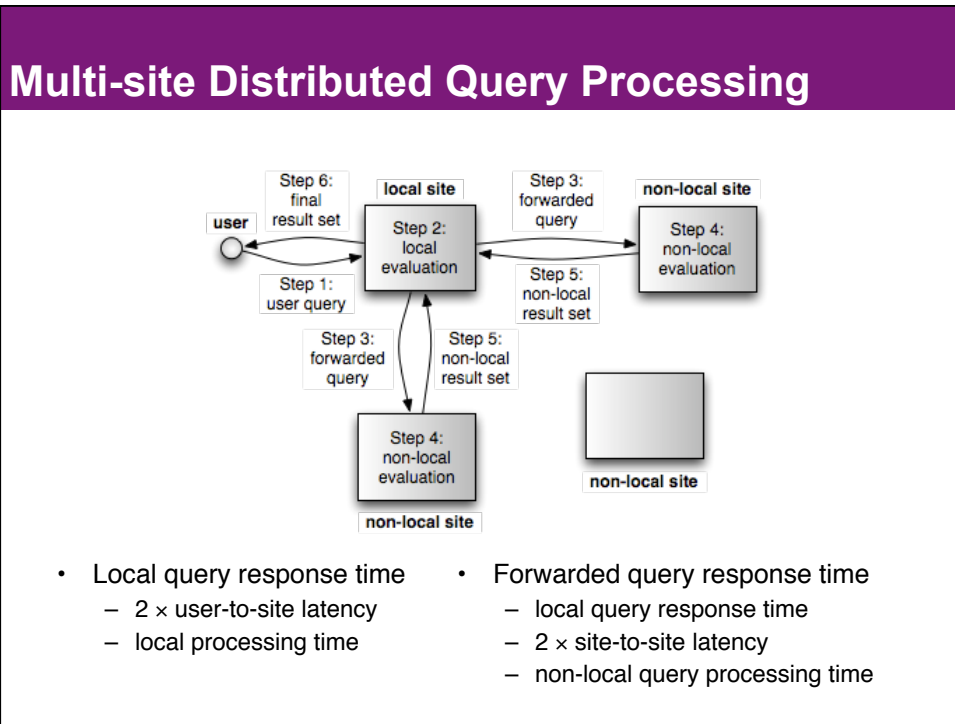 Multi-site Distributed Query Processing
Step 6:
final
result set
local site
Step 3:
forwarded
query
non-local site
user
Step 2:
local
evaluation
Step 4:
non-local
evaluation
Step 1:
user query
Step 5:
non-local
result set
Step 3:
forwarded
query
Step 5:
non-local
result set
Step 4:
non-local
evaluation
non-local site
non-local site
• Local query response time
– 2 × user-to-site latency
– local processing time
• Forwarded query response time
– local query response time
– 2 × site-to-site latency
– non-local query processing time